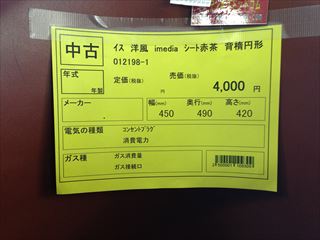 中古
イス 洋風 imedia シート赤茶 背楕円形
012198-1
年式
年製
定価(税抜)
売価(税抜)
4,000 円
メーカー
幅(mm) 奥行(mm) 高さ(mm)
450 490 420
電気の種類 コンセントプラグ
消費電力
ガス種 ガス消費量
ガス接続口